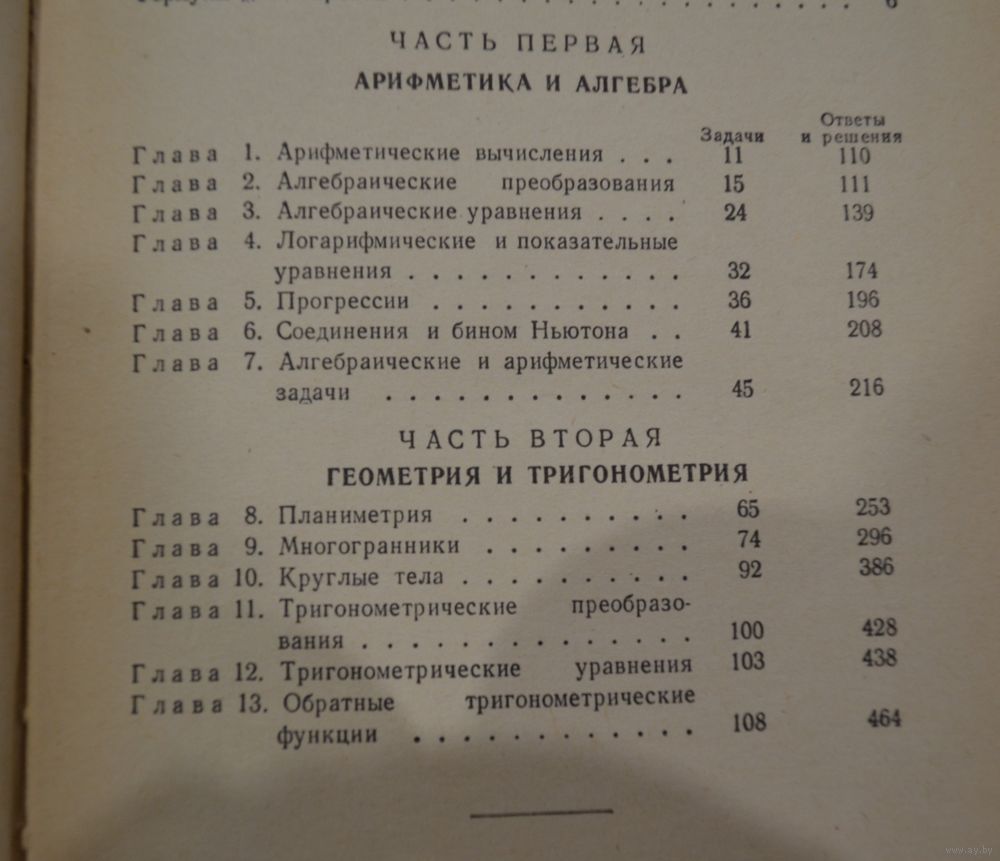 6
ЧАСТЬ ПЕРВАЯ
АРИФМЕТИКА И АЛГЕБРА
Задачи Ответы и решения
Глава 1. Арифметические вычисления . . . 11 110
Глава 2. Алгебраические преобразования 15 111
Глава 3. Алгебраические уравнения . . . . 24 139
Глава 4. Логарифмические и показательные
уравнения . . . . . . . . . . . . 32 174
Глава 5. Прогрессии . . . . . . . . . . . 36 196
Глава 6. Соединения и бином Ньютона . . 41 208
Глава 7. Алгебраические и арифметические
задачи . . . . . . . . . . . . . 45 216
ЧАСТЬ ВТОРАЯ
ГЕОМЕТРИЯ И ТРИГОНОМЕТРИЯ
Глава 8. Планиметрия . . . . . . . . . . 65 253
Глава 9. Многогранники . . . . . . . . . 74 296
Глава 10. Круглые тела . . . . . . . . . . 92 386
Глава 11. Тригонометрические преобразо-
вания . . . . . . . . . . . . . . 100 428
Глава 12. Тригонометрические уравнения 103 438
Глава 13. Обратные тригонометрические
функции . . . . . . . . . . . . 108 464
www.ay.by